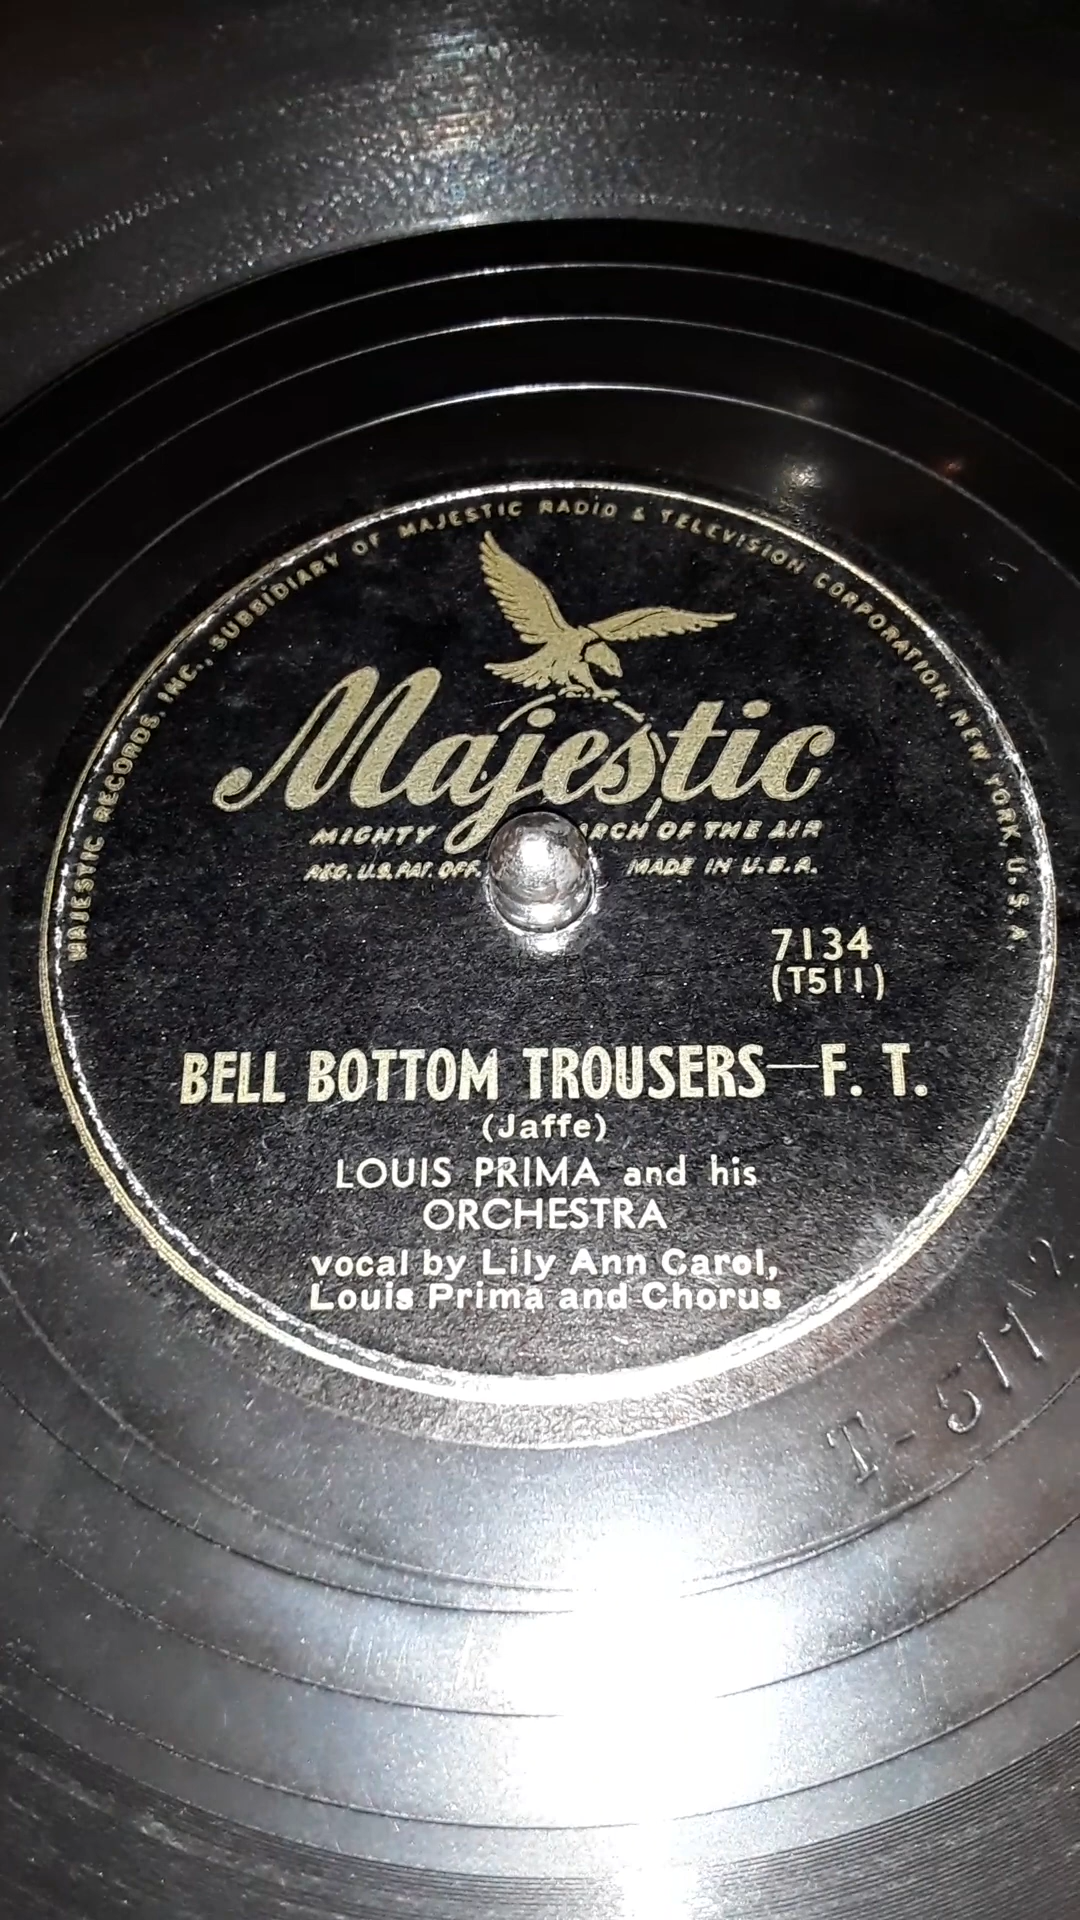 MAJESTIC RECORDS, INC., SUBSIDIARY OF MAJESTIC RADIO & TELEVISION CORPORATION, NEW YORK, U.S.A
Majestic
MIGHTY OF THE AIR
REG. U.S. PAT. OFF. MADE IN U.S.A.
7134
(T511)
BELL BOTTOM TROUSERS—F. T.
(Jaffe)
LOUIS PRIMA and his
ORCHESTRA
vocal by Lily Ann Carol,
Louis Prima and Chorus
T-511 2